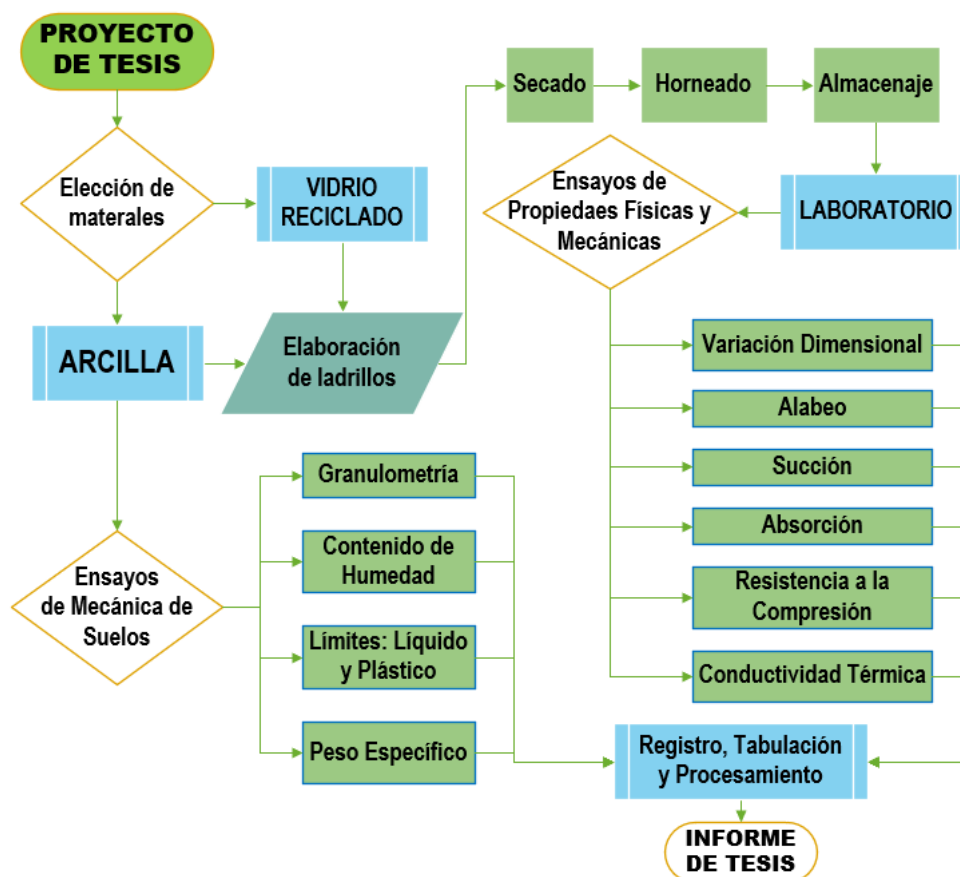 PROYECTO
DE TESIS
Elección de
materales
VIDRIO
RECICLADO
ARCILLA
Elaboración
de ladrillos
Secado
Horneado
Almacenaje
LABORATORIO
Ensayos de
Propiedaes Físicas y
Mecánicas
Variación Dimensional
Alabeo
Succión
Absorción
Resistencia a la
Compresión
Conductividad Térmica
Ensayos
de Mecánica de
Suelos
Granulometría
Contenido de
Humedad
Límites: Líquido
y Plástico
Peso Específico
Registro, Tabulación
y Procesamiento
INFORME
DE TESIS